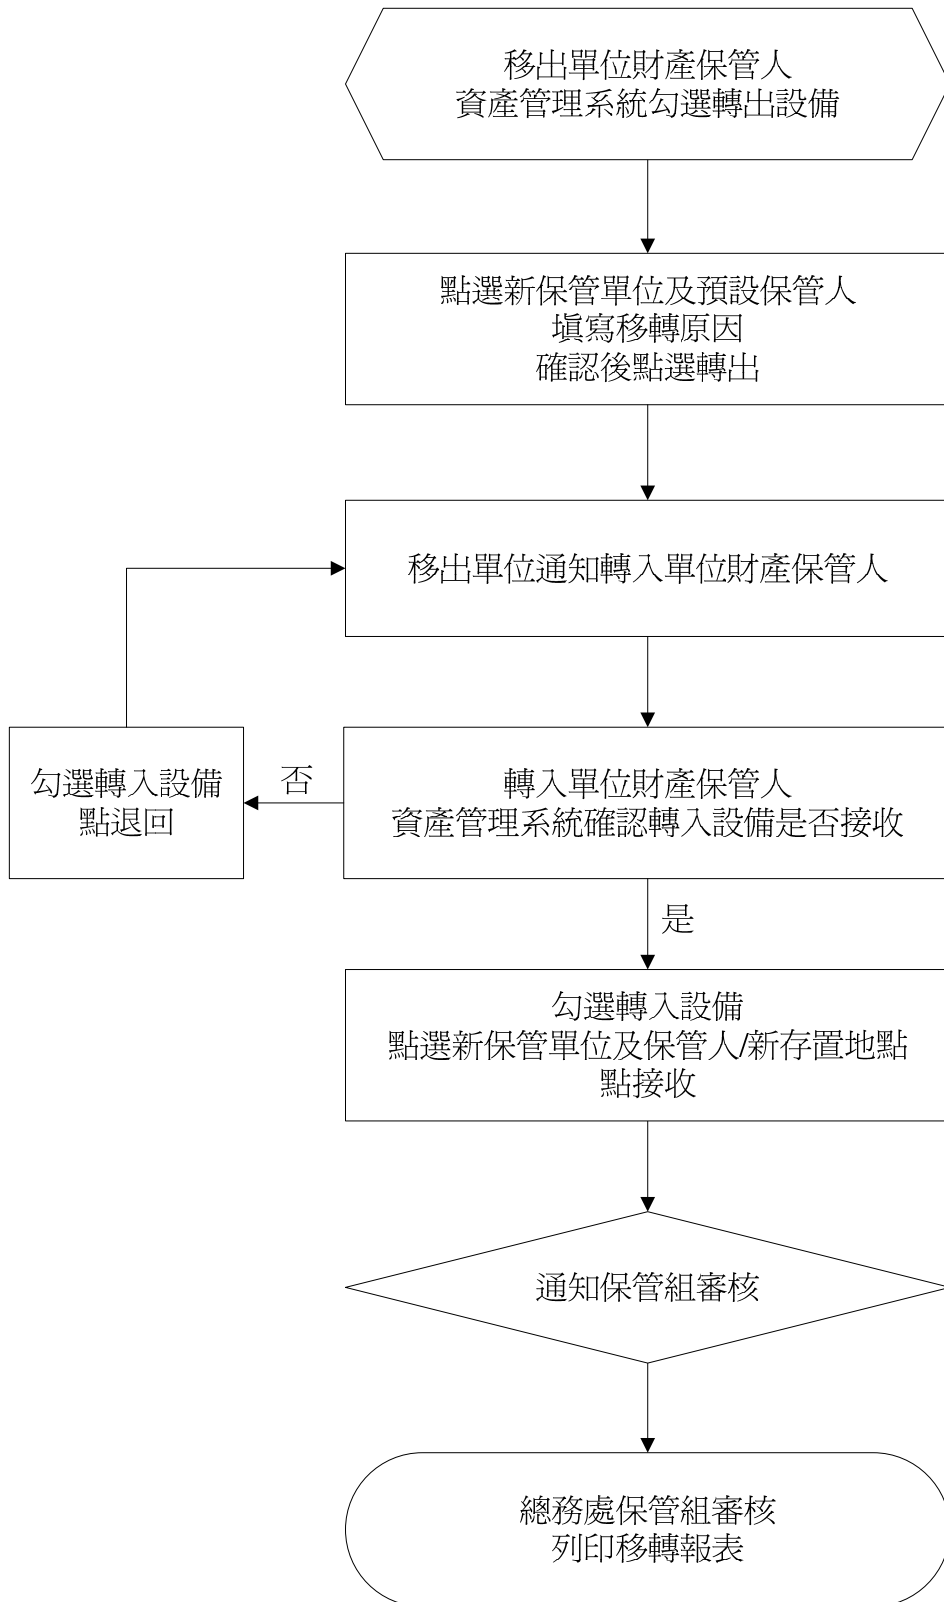 移出單位財產保管人
資產管理系統勾選轉出設備
點選新保管單位及預設保管人
填寫移轉原因
確認後點選轉出
移出單位通知轉入單位財產保管人
勾選轉入設備
點退回
否
轉入單位財產保管人
資產管理系統確認轉入設備是否接收
是
勾選轉入設備
點選新保管單位及保管人/新存置地點
點接收
通知保管組審核
總務處保管組審核
列印移轉報表